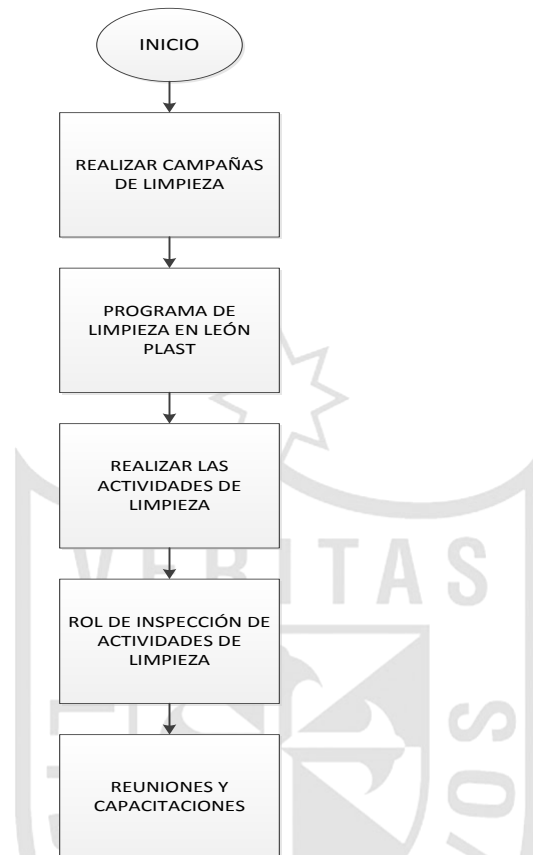 INICIO
REALIZAR CAMPAÑAS
DE LIMPIEZA
PROGRAMA DE
LIMPIEZA EN LEÓN
PLAST
REALIZAR LAS
ACTIVIDADES DE
LIMPIEZA
VERITAS
ROL DE INSPECCIÓN DE
ACTIVIDADES DE
LIMPIEZA
REUNIONES Y
CAPACITACIONES